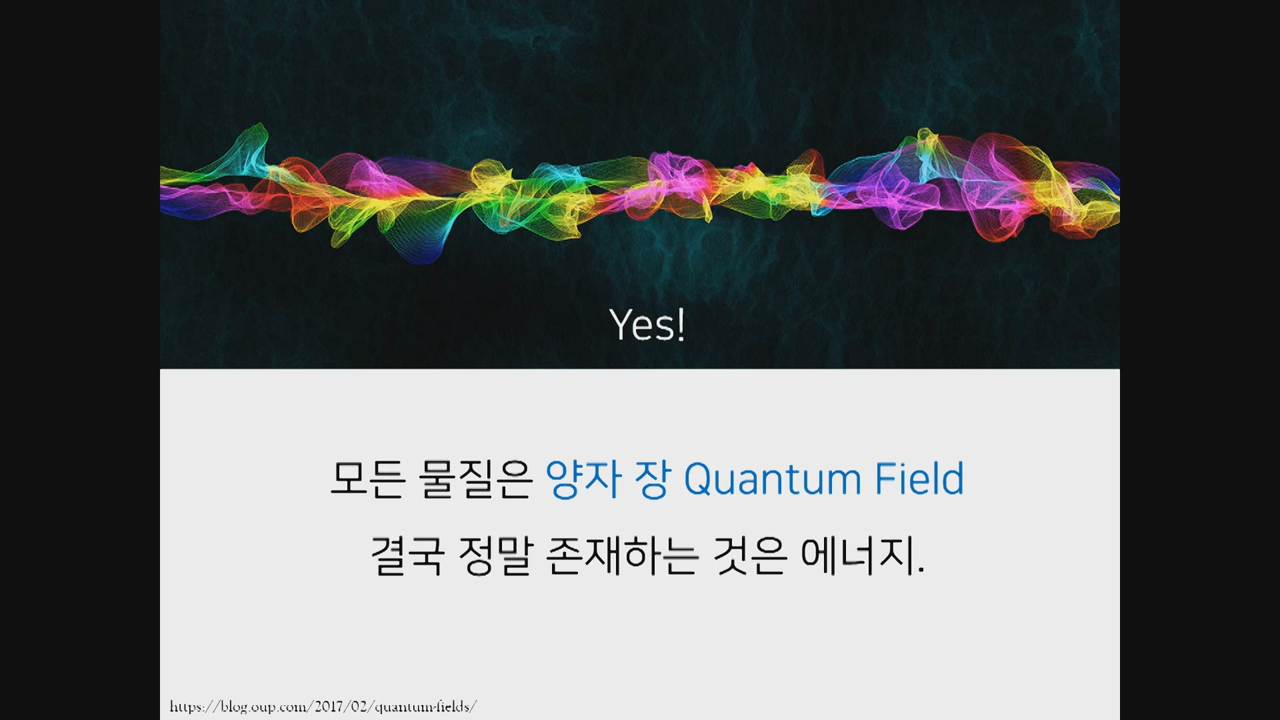 Yes!
모든 물질은 양자 장 Quantum Field
결국 정말 존재하는 것은 에너지.
https://blog.oup.com/2017/02/quantum-fields/